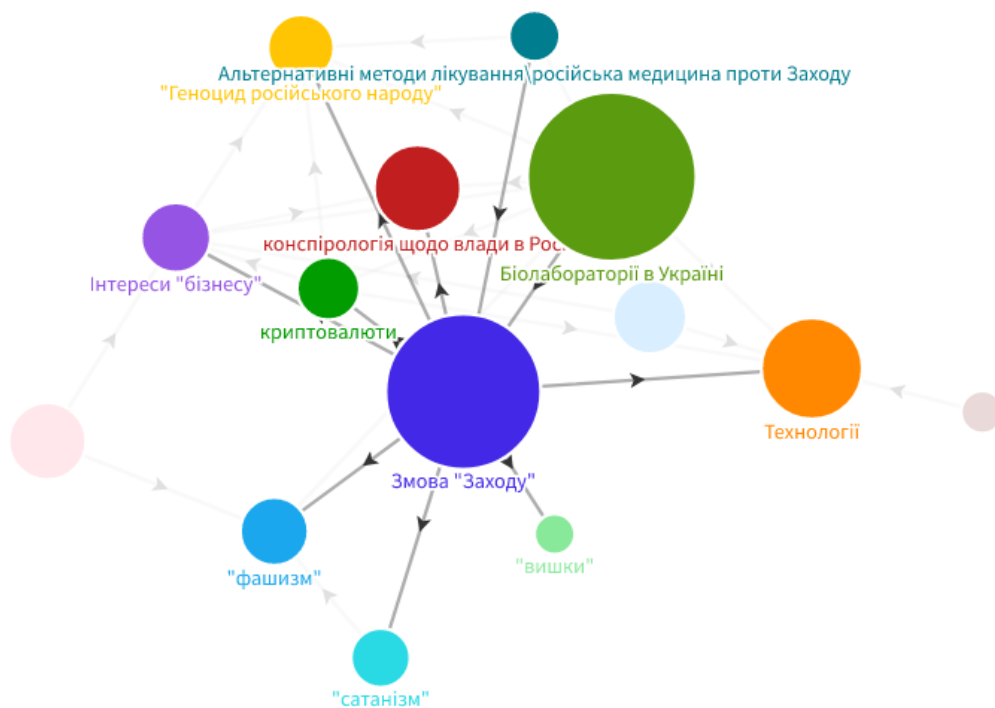 Альтернативні методи лікування\російська медицина проти Заходу
"Геноцид російського народу"
конспірологія щодо влади в Рос
Біолабораторії в Україні
Інтереси "бізнесу"
криптовалюти
Технології
Змова "Заходу"
"вишки"
"фашизм"
"сатанізм"